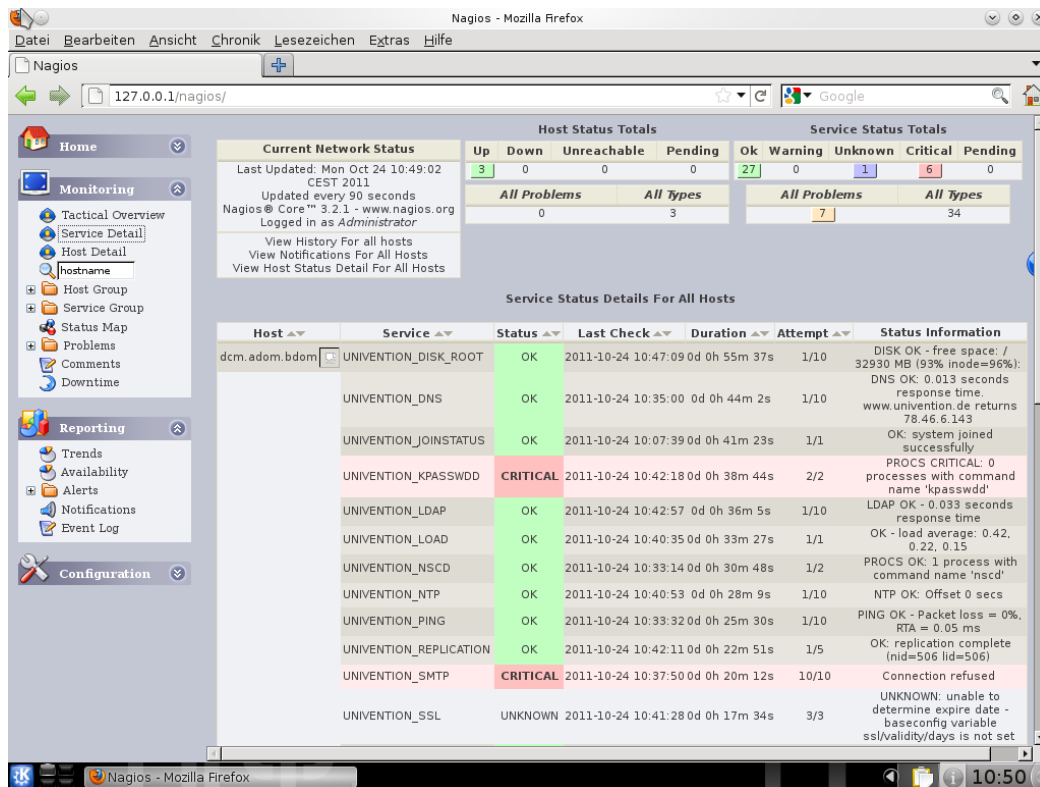 Nagios - Mozilla Firefox
Datei Bearbeiten Ansicht Chronik Lesezeichen Extras Hilfe
Nagios
127.0.0.1/nagios/
Google
Home
Monitoring
Tactical Overview
Service Detail
Host Detail
hostname
Host Group
Service Group
Status Map
Problems
Comments
Downtime
Reporting
Trends
Availability
Alerts
Notifications
Event Log
Configuration
Current Network Status
Last Updated: Mon Oct 24 10:49:02
CEST 2011
Updated every 90 seconds
Nagios® Core™ 3.2.1 - www.nagios.org
Logged in as Administrator
View History For all hosts
View Notifications For All Hosts
View Host Status Detail For All Hosts
Host Status Totals
Up Down Unreachable Pending
3 0 0 0
All Problems All Types
0 3
Service Status Totals
Ok Warning Unknown Critical Pending
27 0 1 6 0
All Problems All Types
7 34
Service Status Details For All Hosts
Host Service Status Last Check Duration Attempt Status Information
dcm.adom.bdom UNIVENTION_DISK_ROOT OK 2011-10-24 10:47:09 0d 0h 55m 37s 1/10 DISK OK - free space: /
32930 MB (93% inode=96%):
UNIVENTION_DNS OK 2011-10-24 10:35:00 0d 0h 44m 2s 1/10 DNS OK: 0.013 seconds
response time.
www.univention.de returns
78.46.6.143
UNIVENTION_JOINSTATUS OK 2011-10-24 10:07:39 0d 0h 41m 23s 1/1 OK: system joined
successfully
UNIVENTION_KPASSWDD CRITICAL 2011-10-24 10:42:18 0d 0h 38m 44s 2/2 PROCS CRITICAL: 0
processes with command
name 'kpasswdd'
UNIVENTION_LDAP OK 2011-10-24 10:42:57 0d 0h 36m 5s 1/10 LDAP OK - 0.033 seconds
response time
UNIVENTION_LOAD OK 2011-10-24 10:40:35 0d 0h 33m 27s 1/1 OK - load average: 0.42,
0.22, 0.15
UNIVENTION_NSCD OK 2011-10-24 10:33:14 0d 0h 30m 48s 1/2 PROCS OK: 1 process with
command name 'nscd'
UNIVENTION_NTP OK 2011-10-24 10:40:53 0d 0h 28m 9s 1/10 NTP OK: Offset 0 secs
UNIVENTION_PING OK 2011-10-24 10:33:32 0d 0h 25m 30s 1/10 PING OK - Packet loss = 0%,
RTA = 0.05 ms
UNIVENTION_REPLICATION OK 2011-10-24 10:42:11 0d 0h 22m 51s 1/5 OK: replication complete
(nid=506 lid=506)
UNIVENTION_SMTP CRITICAL 2011-10-24 10:37:50 0d 0h 20m 12s 10/10 Connection refused
UNIVENTION_SSL UNKNOWN 2011-10-24 10:41:28 0d 0h 17m 34s 3/3 UNKNOWN: unable to
determine expire date -
baseconfig variable
ssl/validity/days is not set
Nagios - Mozilla Firefox
10:50